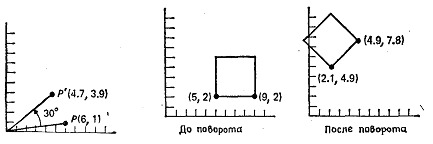 P′(4.7, 3.9)
30°
P(6, 1)
(5, 2)
(9, 2)
До поворота
(4.9, 7.8)
(2.1, 4.9)
После поворота